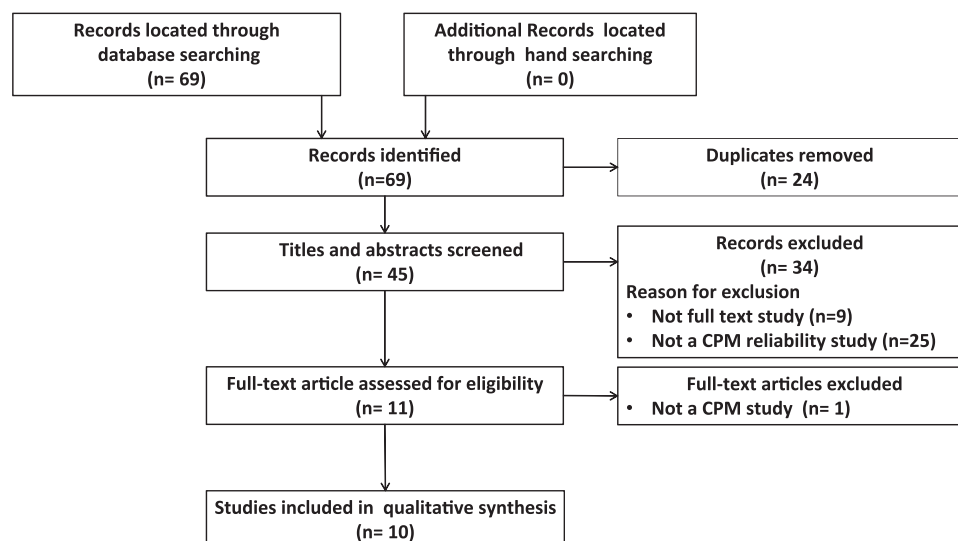 Records located through
database searching
(n= 69)
Additional Records located
through hand searching
(n= 0)
Records identified
(n=69)
Duplicates removed
(n= 24)
Titles and abstracts screened
(n= 45)
Records excluded
(n= 34)
Reason for exclusion
• Not full text study (n=9)
• Not a CPM reliability study (n=25)
Full-text article assessed for eligibility
(n= 11)
Full-text articles excluded
• Not a CPM study (n= 1)
Studies included in qualitative synthesis
(n= 10)